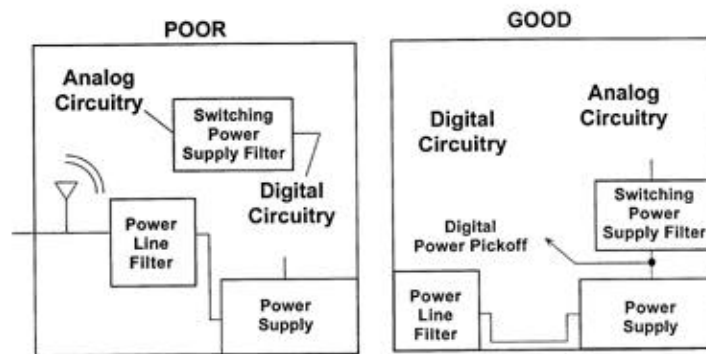 POOR
Analog
Circuitry
Switching
Power
Supply Filter
Digital
Circuitry
Power
Line
Filter
Power
Supply
GOOD
Digital
Circuitry
Analog
Circuitry
Switching
Power
Supply Filter
Digital
Power Pickoff
Power
Line
Filter
Power
Supply